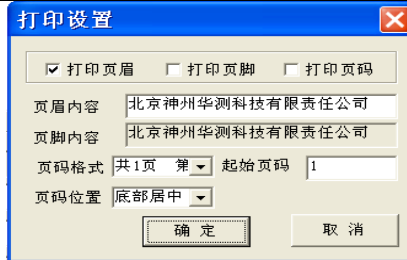 打印设置
打印页眉 打印页脚 打印页码
页眉内容 北京神州华测科技有限责任公司
页脚内容 北京神州华测科技有限责任公司
页码格式 共1页 第 起始页码 1
页码位置 底部居中
确 定 取 消